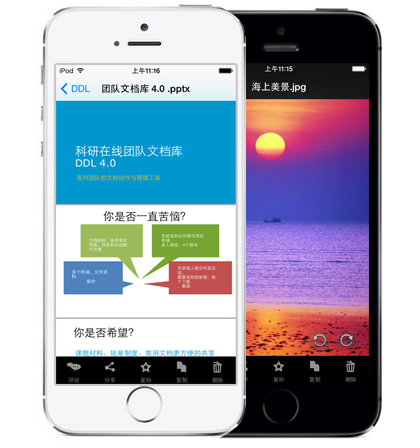 iPod 上午11:16
DDL 团队文档库 4.0 .pptx
科研在线团队文档库
DDL 4.0
面向团队的文档协作与管理工具
你是否一直苦恼?
你是否希望?
课题材料、规章制度、常用文档更方便的共享
评论 分享 星标 复制 删除
上午11:15
海上美景.jpg
星标 复制 删除